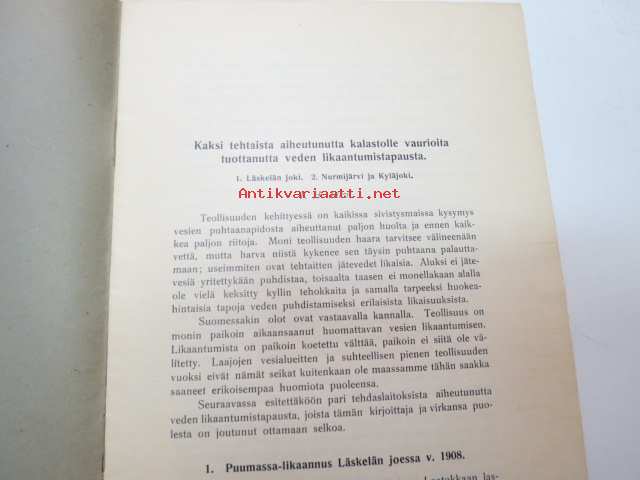 Kaksi tehtaista aiheutunutta kalastolle vaurioita
tuottanutta veden likaantumistapausta.
1. Läskelän joki. 2. Nurmijärvi ja Kyläjoki.
Antikvariaatti.net
Teollisuuden kehittyessä on kaikissa sivistysmaissa kysymys
vesien puhtaanapidosta aiheuttanut paljon huolta ja ennen kaik-
kea paljon riitoja. Moni teollisuuden haara tarvitsee välineenään
vettä, mutta harva niistä kykenee sen täysin puhtaana palautta-
maan; useimmiten ovat tehtaitten jätevedet likaisia. Aluksi ei jäte-
vesiä yritettykään puhdistaa, toisaalta taasen ei monellakaan alalla
ole vielä keksitty kyllin tehokkaita ja samalla tarpeeksi huokea-
hintaisia tapoja veden puhdistamiseksi erilaisista likaisuuksista.
Suomessakin olot ovat vastaavalla kannalla. Teollisuus on
monin paikoin aikaansaanut huomattavan vesien likaantumisen.
Likaantumista on paikoin koetettu välttää, paikoin ei siitä ole vä-
litetty. Laajojen vesialueitten ja suhteellisen pienen teollisuuden
vuoksi eivät nämät seikat kuitenkaan ole maassamme tähän saakka
saaneet erikoisempaa huomiota puoleensa.
Seuraavassa esitettäköön pari tehdaslaitoksista aiheutunutta
veden likaantumistapausta, joista tämän kirjoittaja ja virkansa puo-
lesta on joutunut ottamaan selkoa.
1. Puumassa-likaannus Läskelän joessa v. 1908.